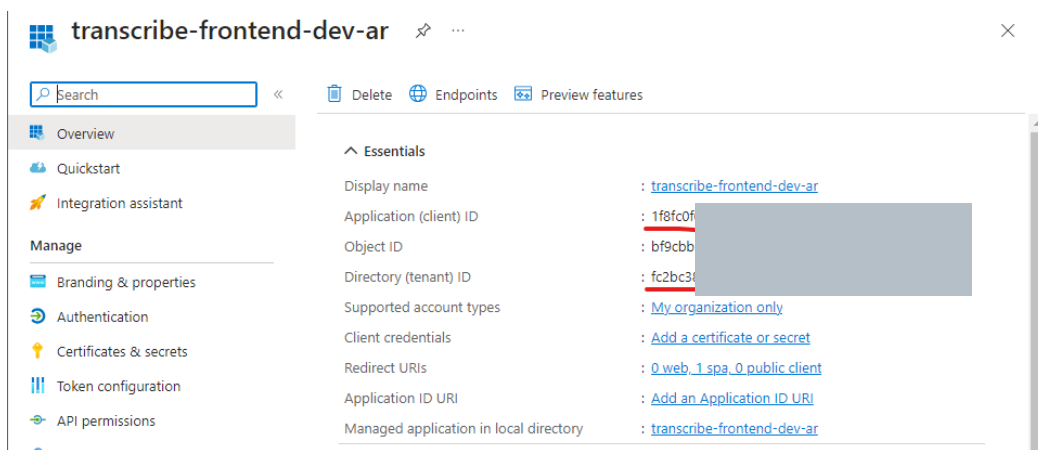 transcribe-frontend-dev-ar
Search
Delete
Endpoints
Preview features
Overview
Quickstart
Integration assistant
Manage
Branding & properties
Authentication
Certificates & secrets
Token configuration
API permissions
Essentials
Display name : transcribe-frontend-dev-ar
Application (client) ID : 1f8fc0f
Object ID : bf9cbb
Directory (tenant) ID : fc2bc38
Supported account types : My organization only
Client credentials : Add a certificate or secret
Redirect URIs : 0 web, 1 spa, 0 public client
Application ID URI : Add an Application ID URI
Managed application in local directory : transcribe-frontend-dev-ar